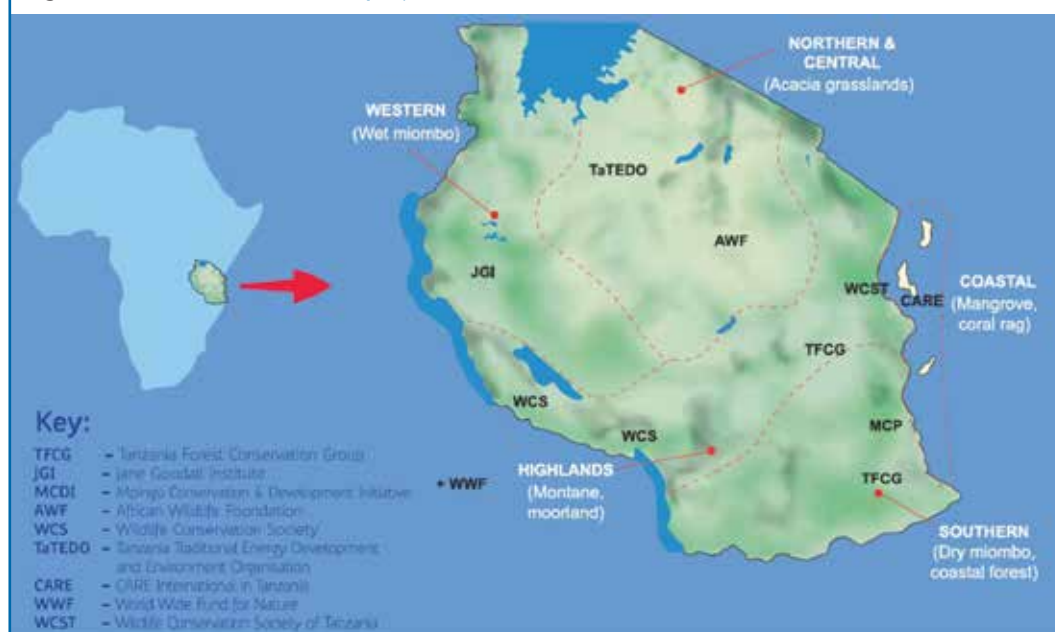 NORTHERN &
CENTRAL
(Acacia grasslands)
WESTERN
(Wet miombo)
TaTEDO
AWF
JGI
WCST
CARE
COASTAL
(Mangrove,
coral rag)
TFCG
WCS
WCS
MCP
TFCG
HIGHLANDS
(Montane,
moorland)
SOUTHERN
(Dry miombo,
coastal forest)
+ WWF
Key:
TFCG – Tanzania Forest Conservation Group
JGI – Jane Goodall Institute
MCDI – Mpingo Conservation & Development Initiative
AWF – African Wildlife Foundation
WCS – Wildlife Conservation Society
TaTEDO – Tanzania Traditional Energy Development
and Environment Organisation
CARE – CARE International in Tanzania
WWF – World Wide Fund for Nature
WCST – Wildlife Conservation Society of Tanzania